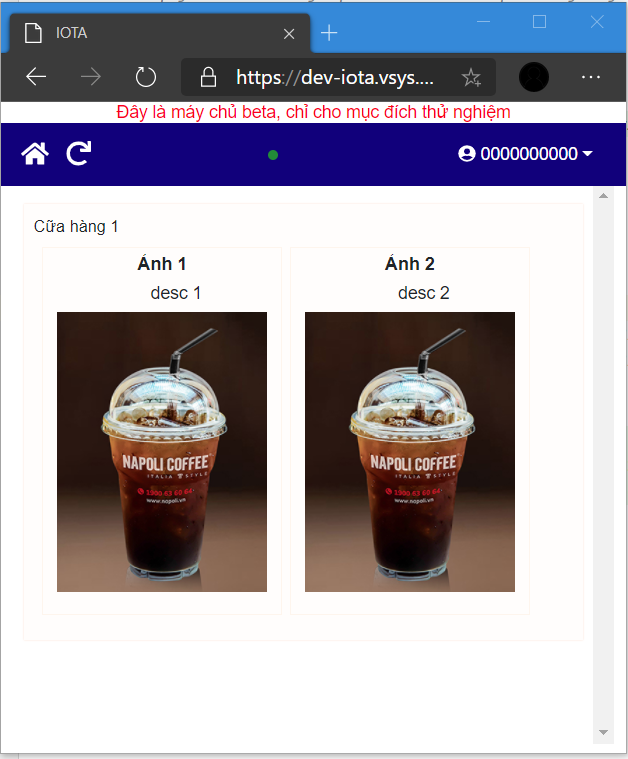 IOTA
https://dev-iota.vsys....
Đây là máy chủ beta, chỉ cho mục đích thử nghiệm
0000000000
Cữa hàng 1
Ảnh 1
desc 1
NAPOLI COFFEE
ITALIA STYLE
1900 63 68 64
www.napoli.vn
Ảnh 2
desc 2
NAPOLI COFFEE
ITALIA STYLE
1900 63 68 64
www.napoli.vn